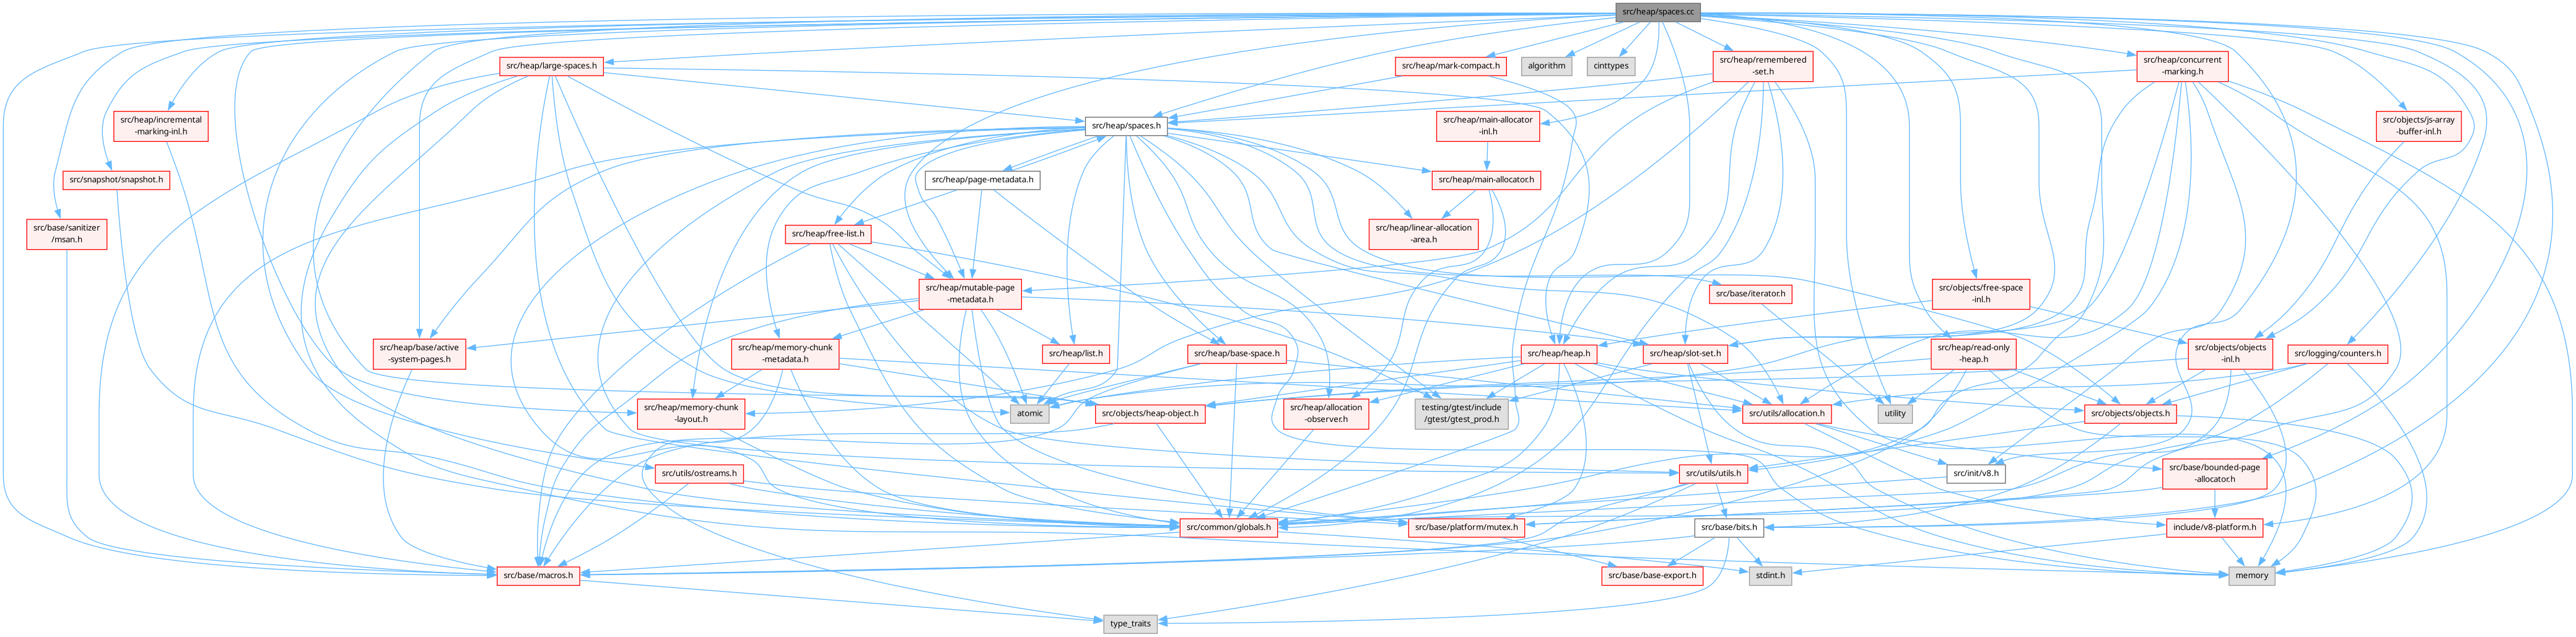 src/heap/spaces.cc
src/heap/large-spaces.h
src/heap/mark-compact.h
algorithm
cinttypes
src/heap/remembered
-set.h
src/heap/concurrent
-marking.h
src/heap/incremental
-marking-inl.h
src/heap/spaces.h
src/heap/main-allocator
-inl.h
src/objects/js-array
-buffer-inl.h
src/snapshot/snapshot.h
src/heap/page-metadata.h
src/heap/main-allocator.h
src/base/sanitizer
/msan.h
src/heap/free-list.h
src/heap/linear-allocation
-area.h
src/heap/mutable-page
-metadata.h
src/base/iterator.h
src/objects/free-space
-inl.h
src/heap/base/active
-system-pages.h
src/heap/memory-chunk
-metadata.h
src/heap/list.h
src/heap/base-space.h
src/heap/heap.h
src/heap/slot-set.h
src/heap/read-only
-heap.h
src/objects/objects
-inl.h
src/logging/counters.h
src/heap/memory-chunk
-layout.h
atomic
src/objects/heap-object.h
src/heap/allocation
-observer.h
testing/gtest/include
/gtest/gtest_prod.h
src/utils/allocation.h
utility
src/objects/objects.h
src/utils/ostreams.h
src/utils/utils.h
src/init/v8.h
src/base/bounded-page
-allocator.h
src/common/globals.h
src/base/platform/mutex.h
src/base/bits.h
include/v8-platform.h
src/base/macros.h
src/base/base-export.h
stdint.h
memory
type_traits